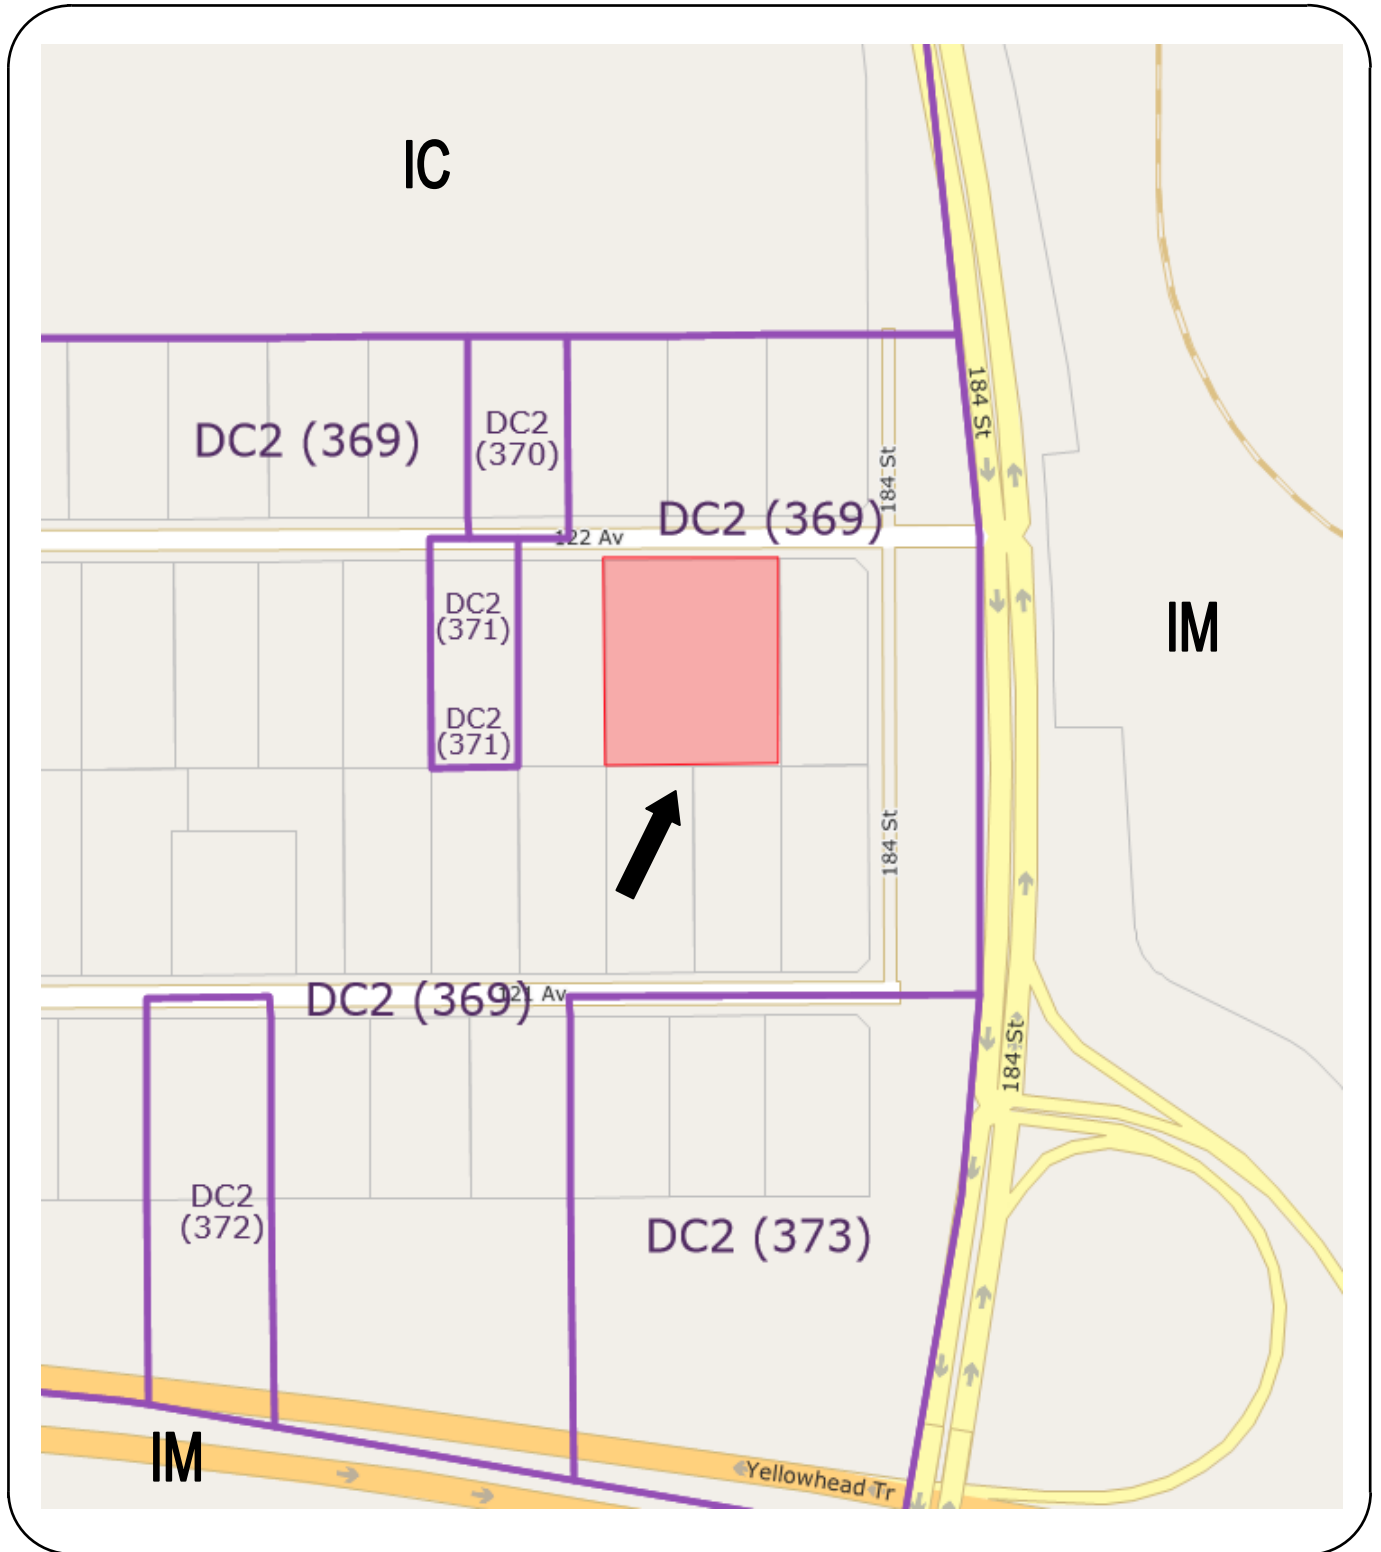 IC
184 St
DC2 (369)
DC2
(370)
184 St
DC2 (369)
122 Av
DC2
(371)
IM
DC2
(371)
184 St
DC2 (369)
121 Av
184 St
DC2
(372)
DC2 (373)
IM
Yellowhead Tr